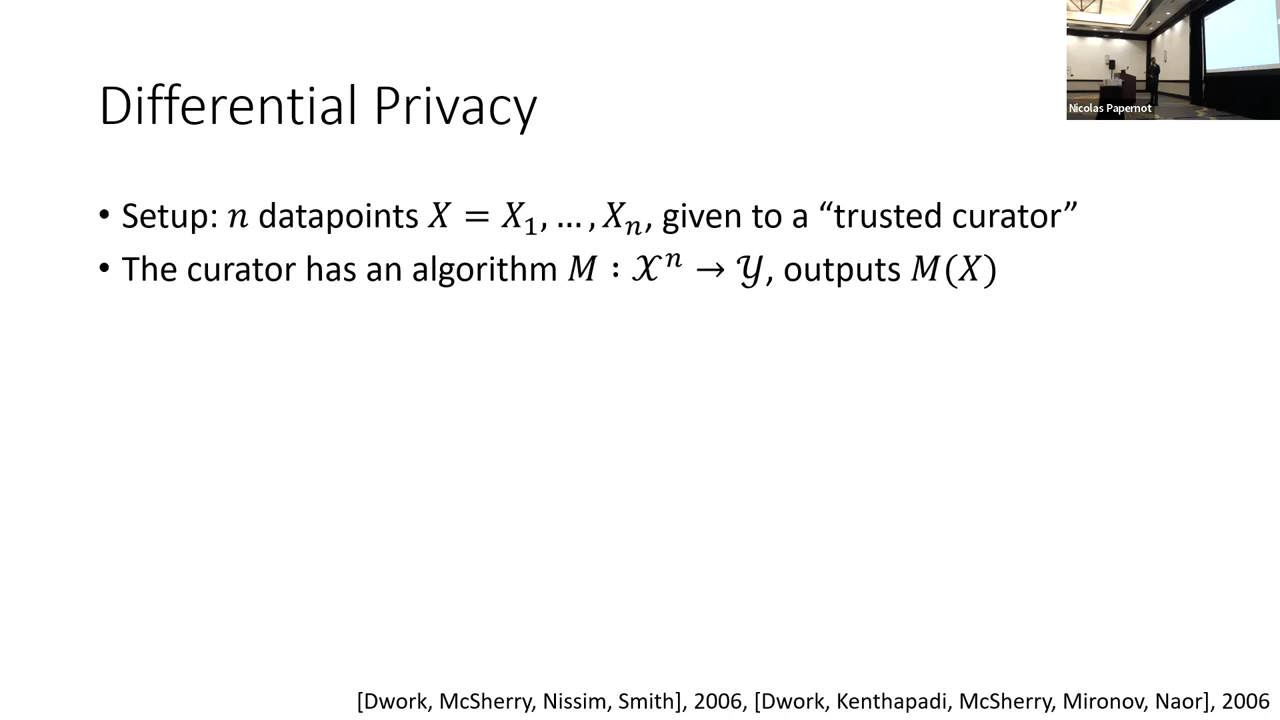 Nicolas Papernot
Differential Privacy
• Setup: n datapoints X = X₁, … , Xₙ, given to a “trusted curator”
• The curator has an algorithm M : 𝒳ⁿ → 𝒴, outputs M(X)
[Dwork, McSherry, Nissim, Smith], 2006, [Dwork, Kenthapadi, McSherry, Mironov, Naor], 2006